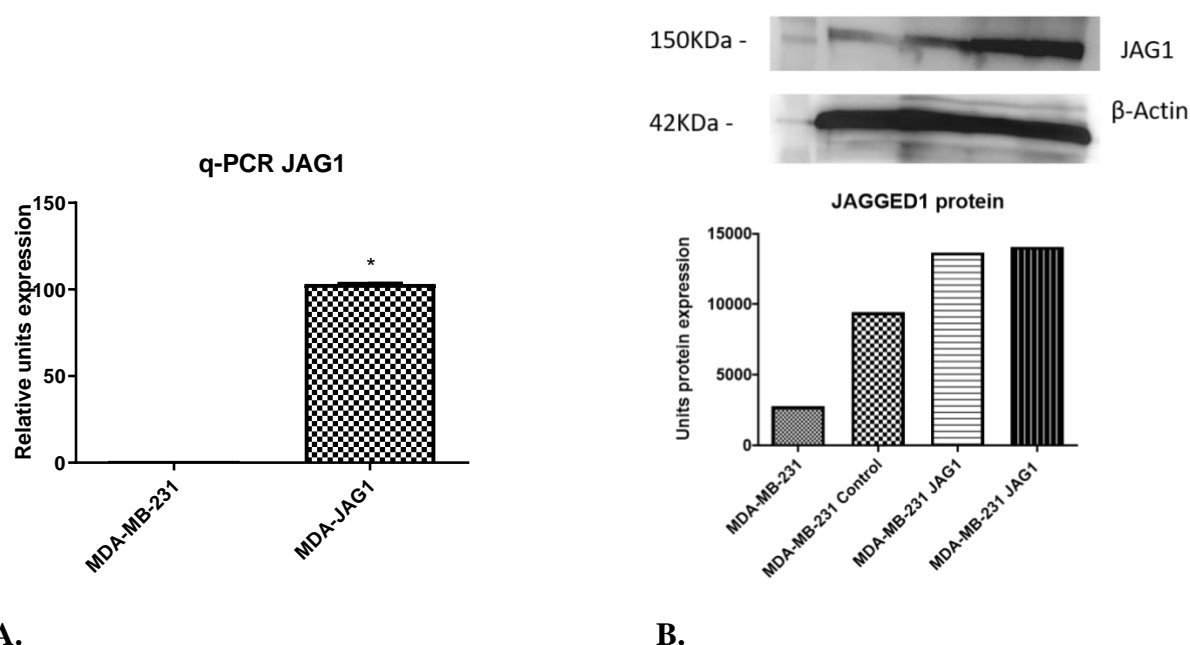 q-PCR JAG1
Relative units expression
150
100
50
0
*
MDA-MB-231
MDA-JAG1
A.
150KDa -
JAG1
42KDa -
β-Actin
JAGGED1 protein
Units protein expression
15000
10000
5000
0
MDA-MB-231
MDA-MB-231 Control
MDA-MB-231 JAG1
MDA-MB-231 JAG1
B.